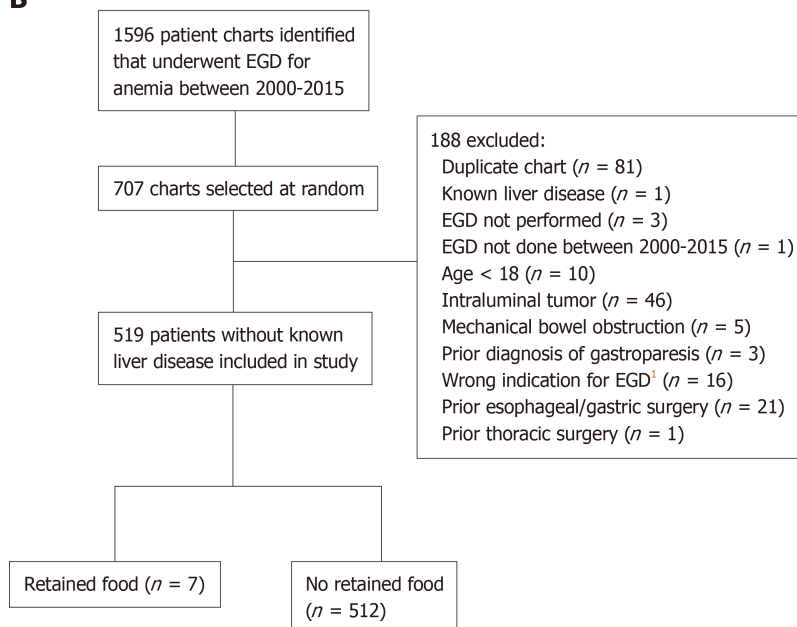 B
1596 patient charts identified
that underwent EGD for
anemia between 2000-2015
707 charts selected at random
188 excluded:
Duplicate chart (n = 81)
Known liver disease (n = 1)
EGD not performed (n = 3)
EGD not done between 2000-2015 (n = 1)
Age < 18 (n = 10)
Intraluminal tumor (n = 46)
Mechanical bowel obstruction (n = 5)
Prior diagnosis of gastroparesis (n = 3)
Wrong indication for EGD¹ (n = 16)
Prior esophageal/gastric surgery (n = 21)
Prior thoracic surgery (n = 1)
519 patients without known
liver disease included in study
Retained food (n = 7)
No retained food
(n = 512)